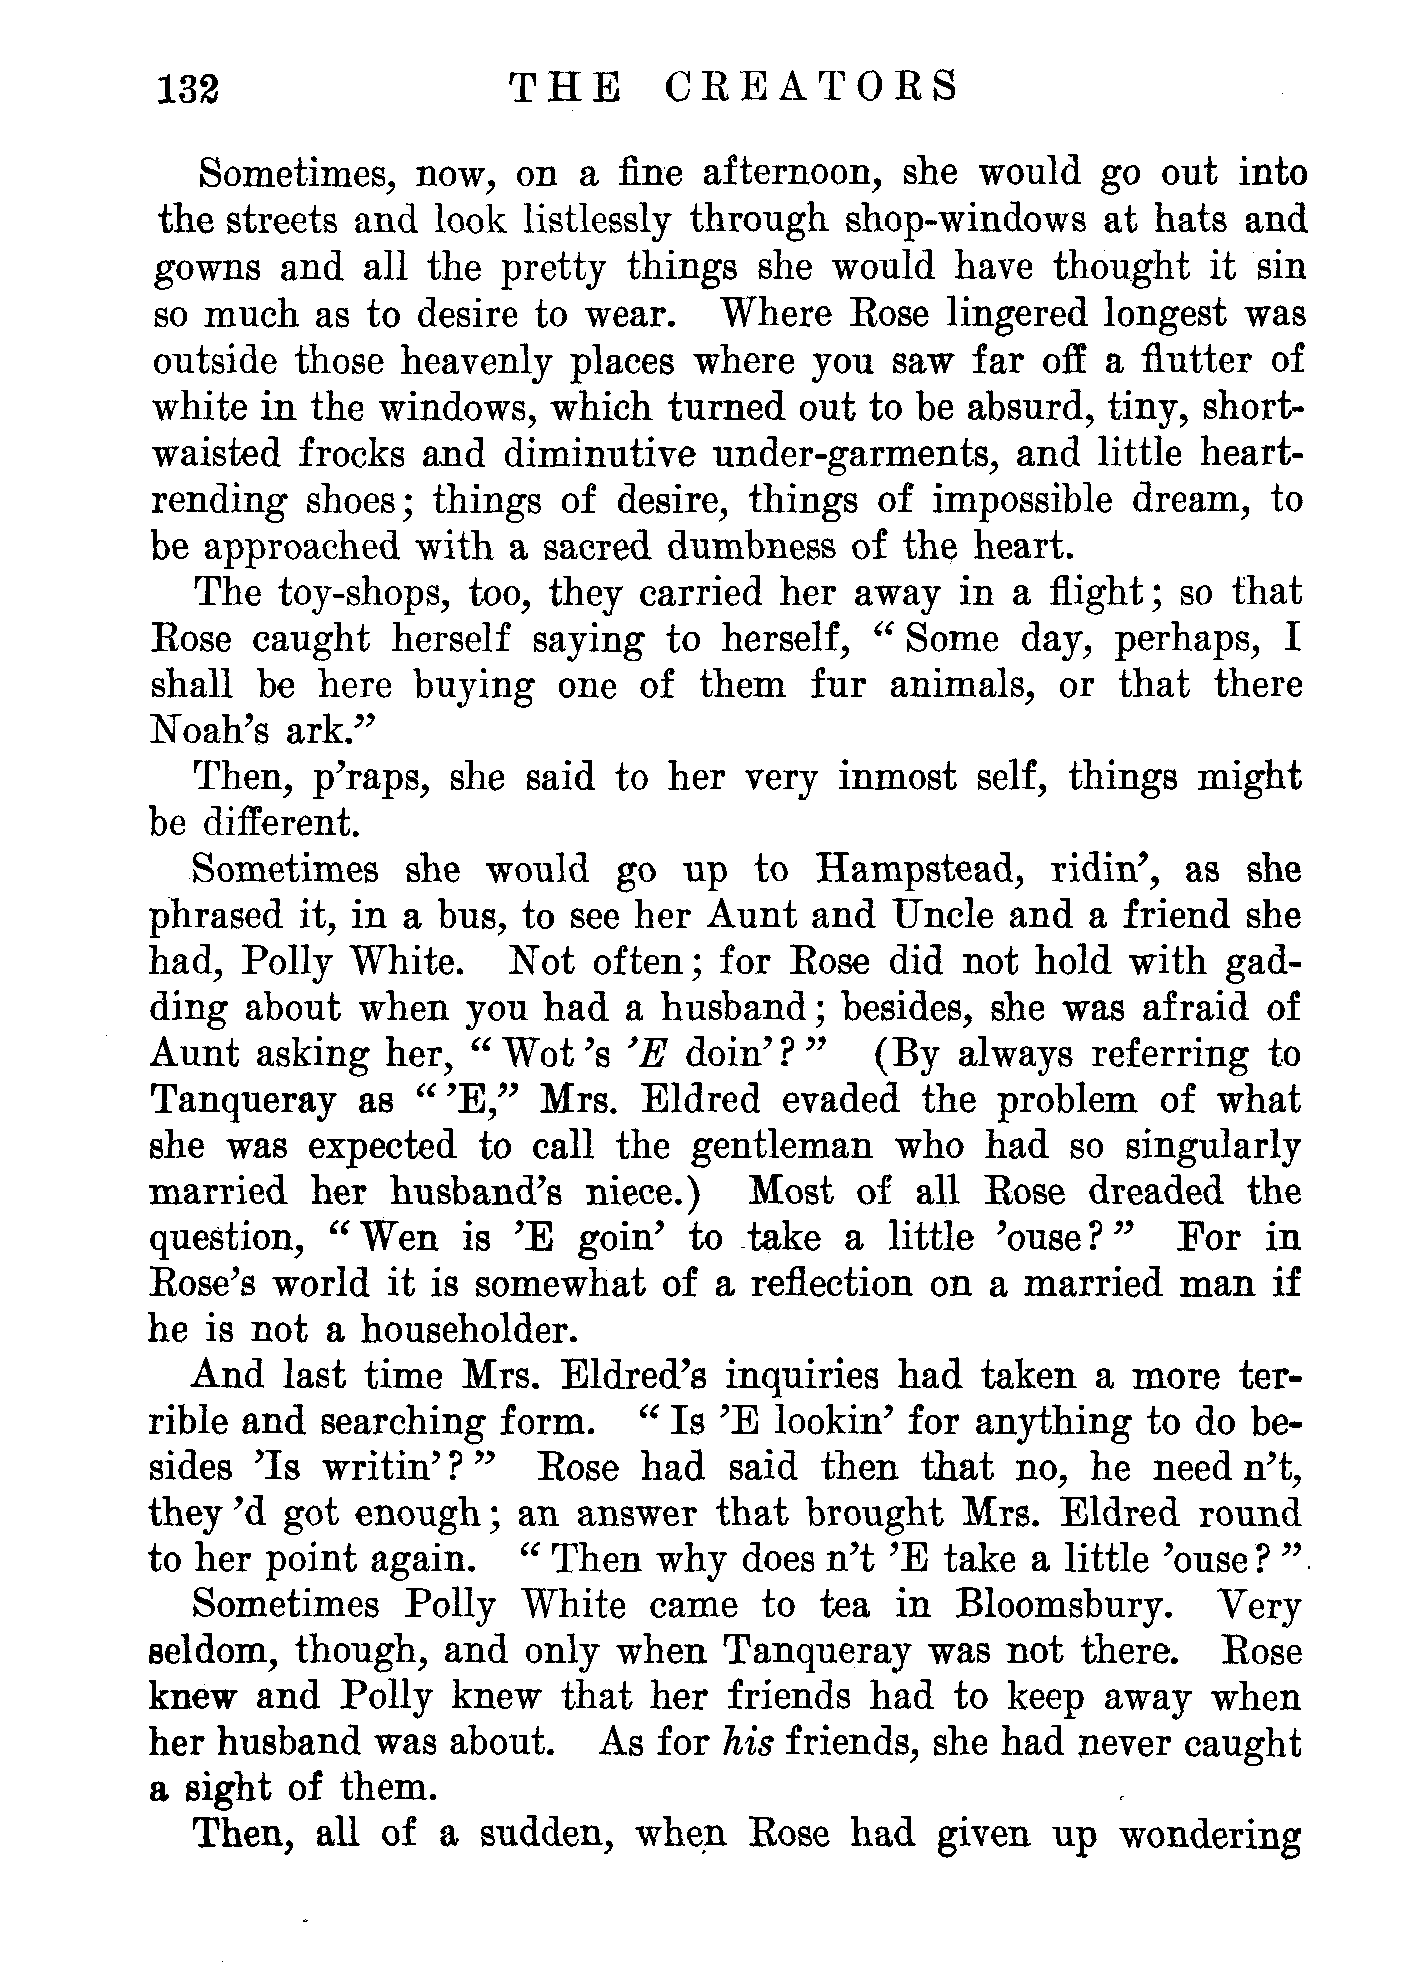 132 THE CREATORS
Sometimes, now, on a fine afternoon, she would go out into
the streets and look listlessly through shop-windows at hats and
gowns and all the pretty things she would have thought it sin
so much as to desire to wear. Where Rose lingered longest was
outside those heavenly places where you saw far off a flutter of
white in the windows, which turned out to be absurd, tiny, short-
waisted frocks and diminutive under-garments, and little heart-
rending shoes; things of desire, things of impossible dream, to
be approached with a sacred dumbness of the heart.
The toy-shops, too, they carried her away in a flight; so that
Rose caught herself saying to herself, “Some day, perhaps, I
shall be here buying one of them fur animals, or that there
Noah’s ark.”
Then, p’raps, she said to her very inmost self, things might
be different.
Sometimes she would go up to Hampstead, ridin’, as she
phrased it, in a bus, to see her Aunt and Uncle and a friend she
had, Polly White. Not often; for Rose did not hold with gad-
ding about when you had a husband; besides, she was afraid of
Aunt asking her, “Wot ’s ’E doin’?” (By always referring to
Tanqueray as “’E,” Mrs. Eldred evaded the problem of what
she was expected to call the gentleman who had so singularly
married her husband’s niece.) Most of all Rose dreaded the
question, “Wen is ’E goin’ to take a little ’ouse?” For in
Rose’s world it is somewhat of a reflection on a married man if
he is not a householder.
And last time Mrs. Eldred’s inquiries had taken a more ter-
rible and searching form. “Is ’E lookin’ for anything to do be-
sides ’Is writin’?” Rose had said then that no, he need n’t,
they ’d got enough; an answer that brought Mrs. Eldred round
to her point again. “Then why does n’t ’E take a little ’ouse?”
Sometimes Polly White came to tea in Bloomsbury. Very
seldom, though, and only when Tanqueray was not there. Rose
knew and Polly knew that her friends had to keep away when
her husband was about. As for his friends, she had never caught
a sight of them.
Then, all of a sudden, when Rose had given up wondering